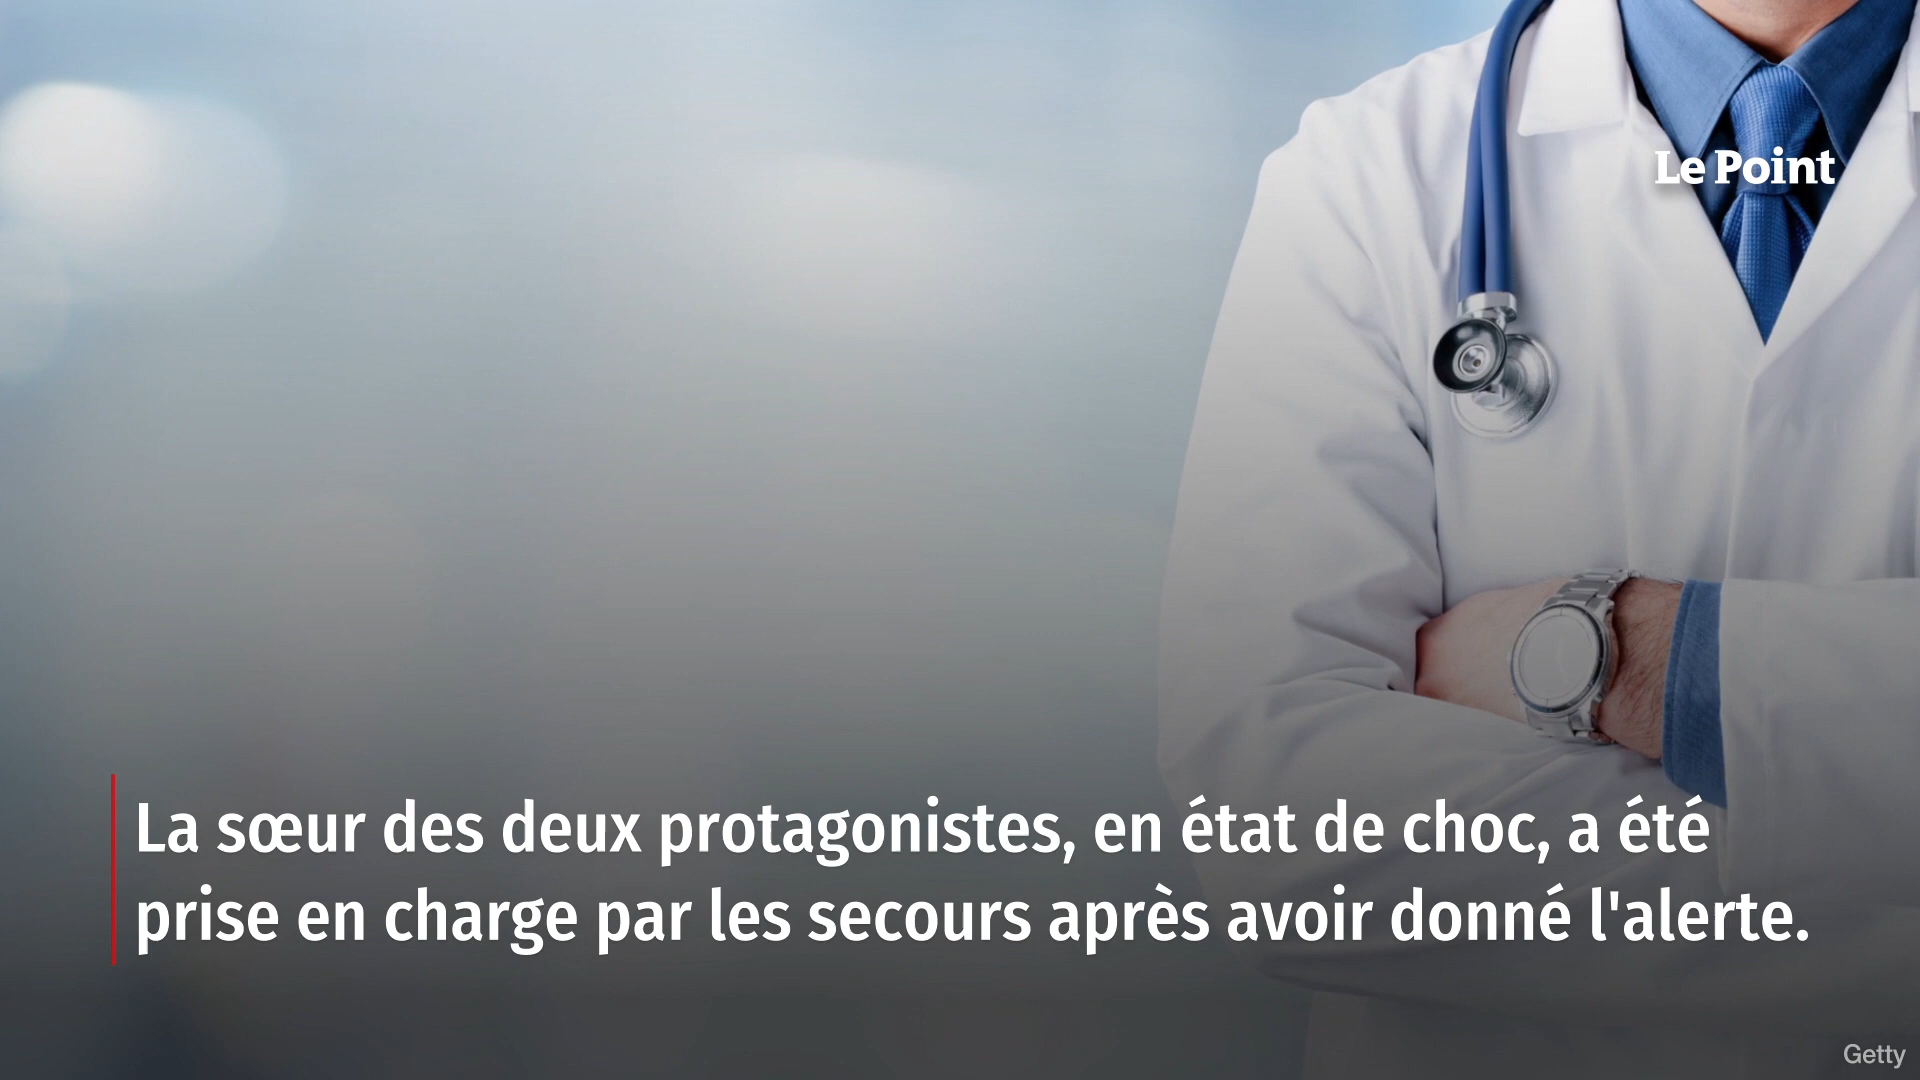 Le Point
La sœur des deux protagonistes, en état de choc, a été
prise en charge par les secours après avoir donné l'alerte.
Getty